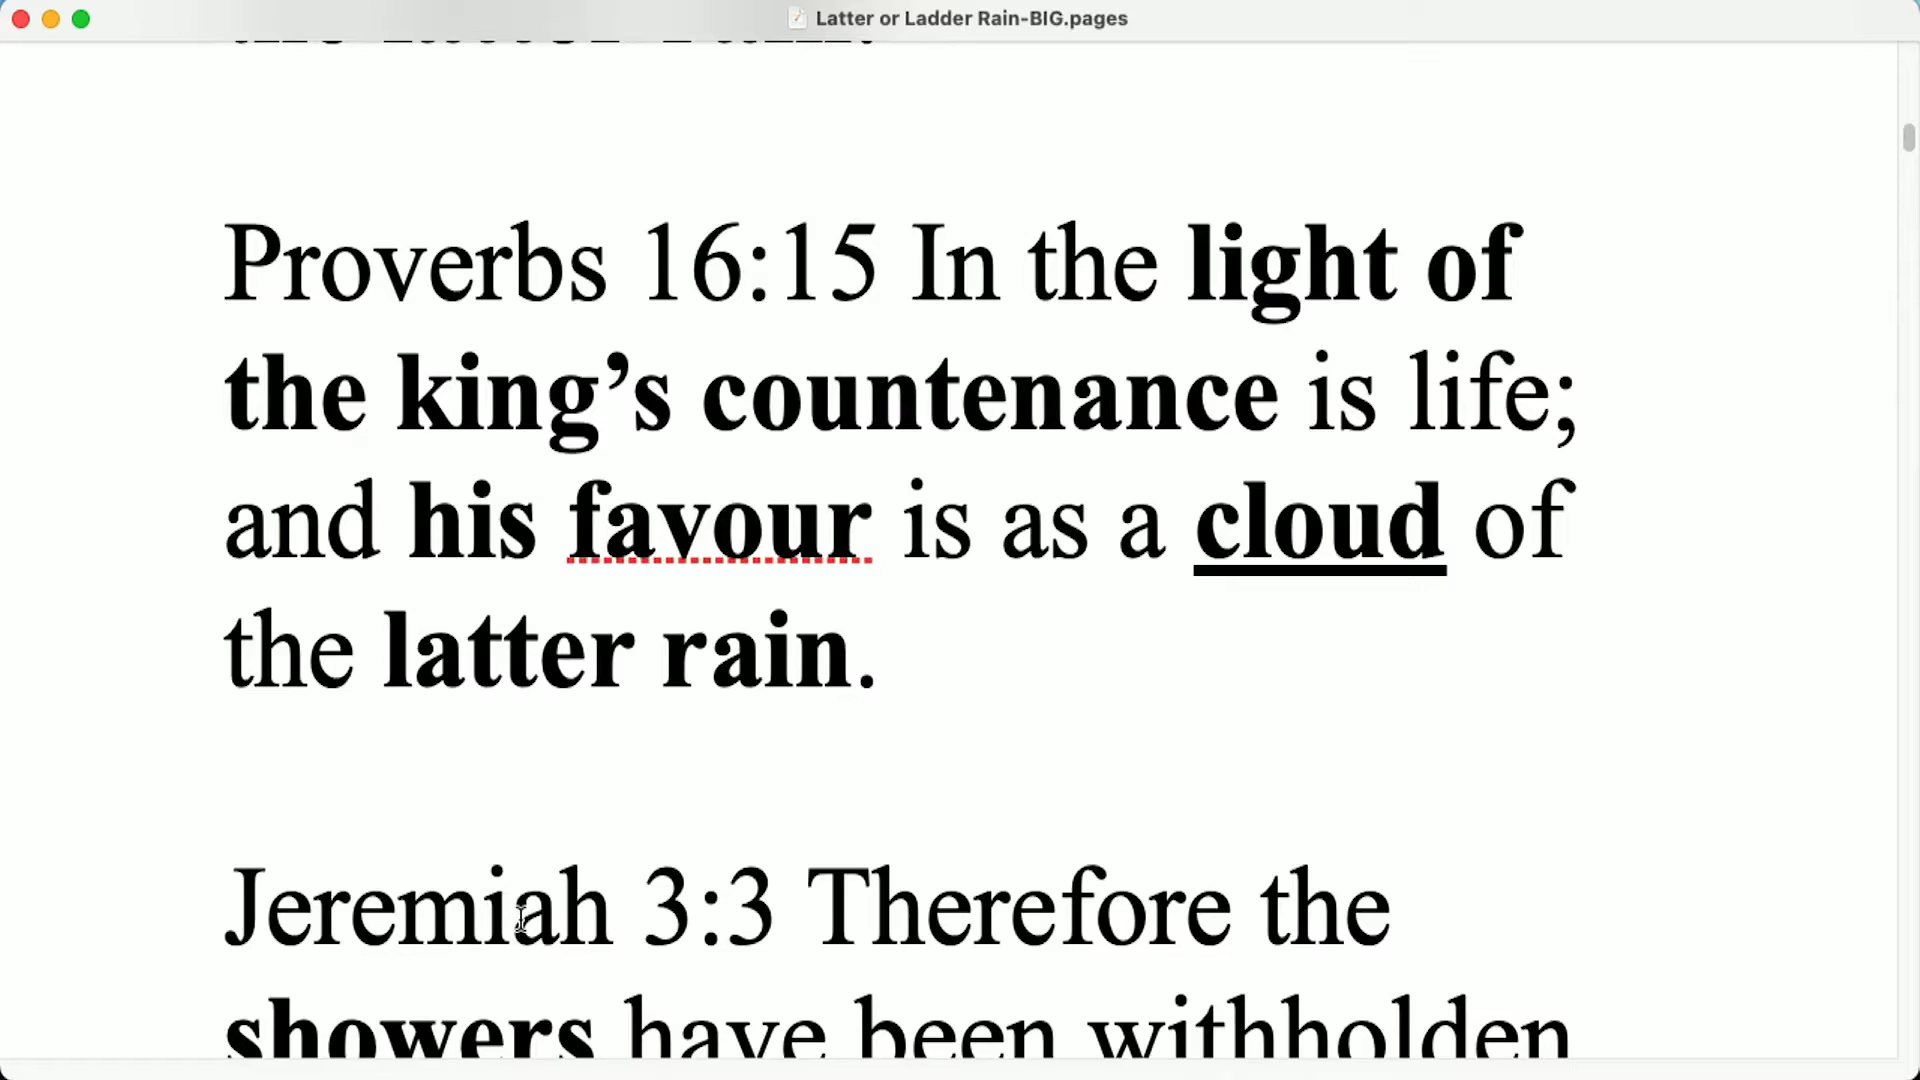 Latter or Ladder Rain-BIG.pages
Proverbs 16:15 In the light of
the king’s countenance is life;
and his favour is as a cloud of
the latter rain.
Jeremiah 3:3 Therefore the
showers have been withholden